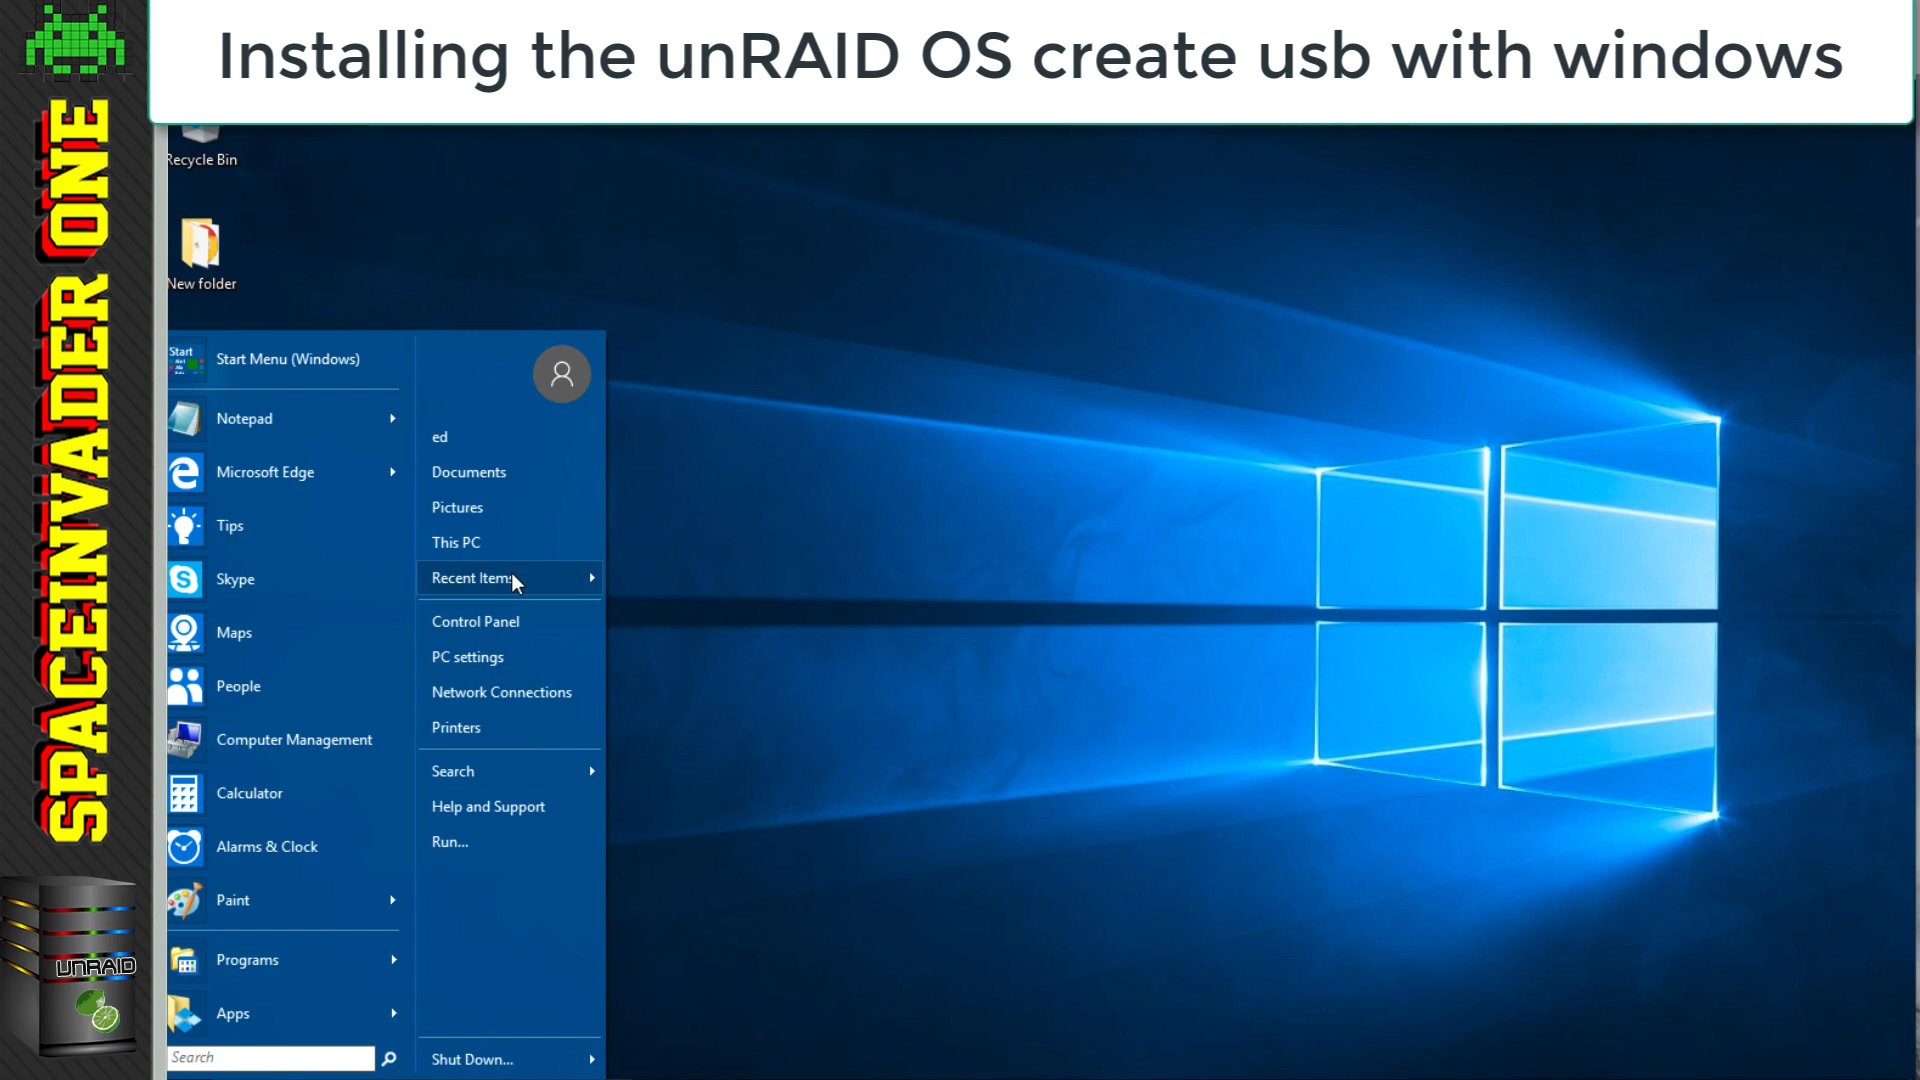 Installing the unRAID OS create usb with windows
SPACEINVADER ONE
UNRAID
Recycle Bin
New folder
Start
Start Menu (Windows)
Notepad
Microsoft Edge
Tips
Skype
Maps
People
Computer Management
Calculator
Alarms & Clock
Paint
Programs
Apps
Search
ed
Documents
Pictures
This PC
Recent Items
Control Panel
PC settings
Network Connections
Printers
Search
Help and Support
Run...
Shut Down...